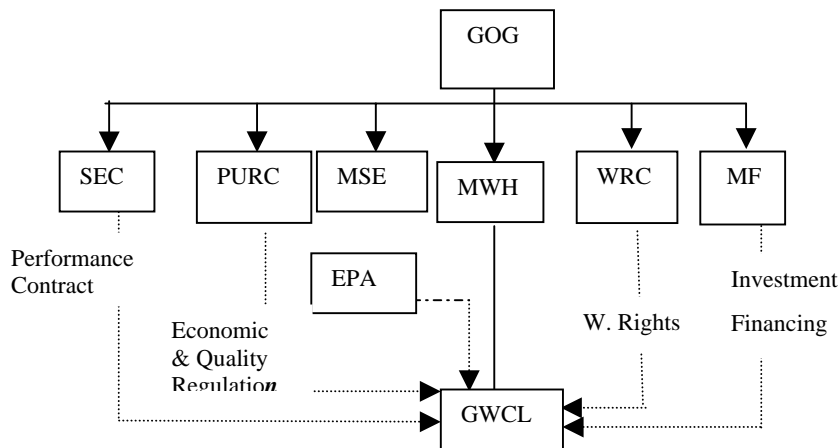 GOG
SEC
PURC
MSE
MWH
WRC
MF
Performance
Contract
EPA
Investment
Financing
W. Rights
Economic
& Quality
Regulation
GWCL